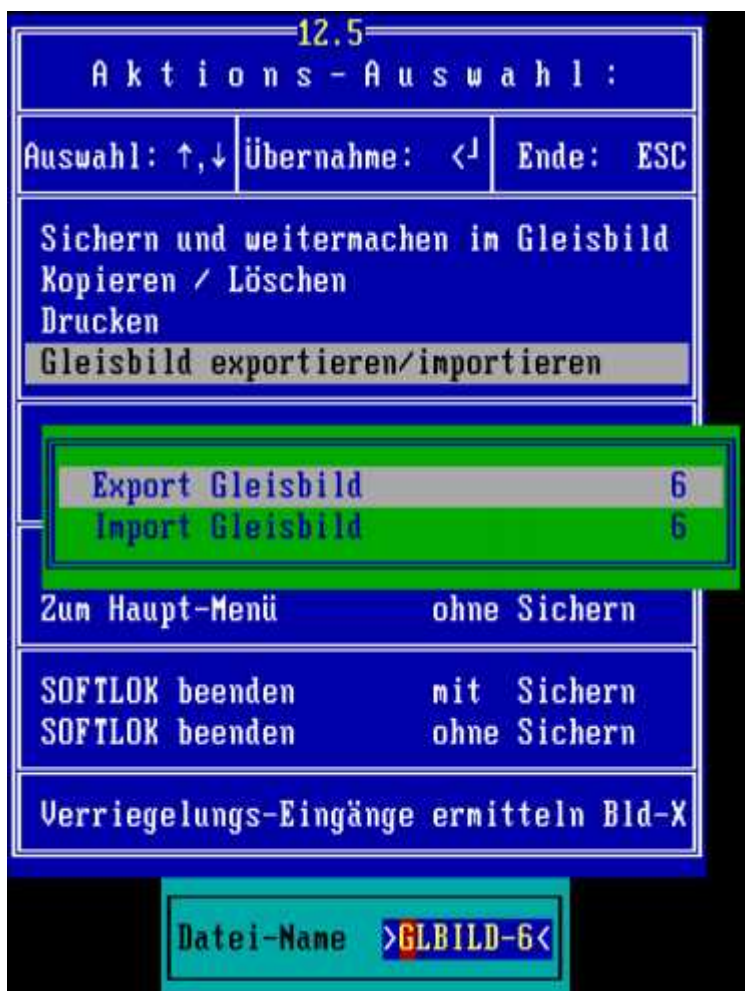 12.5
Aktions-Auswahl:
Auswahl: ↑,↓ Übernahme: <┘ Ende: ESC
Sichern und weitermachen im Gleisbild
Kopieren / Löschen
Drucken
Gleisbild exportieren/importieren
Export Gleisbild 6
Import Gleisbild 6
Zum Haupt-Menü ohne Sichern
SOFTLOK beenden mit Sichern
SOFTLOK beenden ohne Sichern
Verriegelungs-Eingänge ermitteln Bld-X
Datei-Name >GLBILD-6<